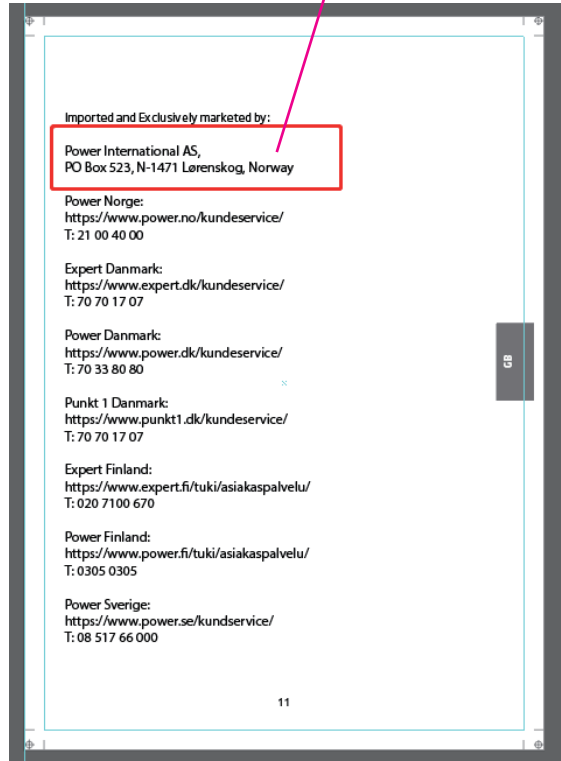 Imported and Exclusively marketed by:
Power International AS,
PO Box 523, N-1471 Lørenskog, Norway
Power Norge:
https://www.power.no/kundeservice/
T: 21 00 40 00
Expert Danmark:
https://www.expert.dk/kundeservice/
T: 70 70 17 07
Power Danmark:
https://www.power.dk/kundeservice/
T: 70 33 80 80
Punkt 1 Danmark:
https://www.punkt1.dk/kundeservice/
T: 70 70 17 07
Expert Finland:
https://www.expert.fi/tuki/asiakaspalvelu/
T: 020 7100 670
Power Finland:
https://www.power.fi/tuki/asiakaspalvelu/
T: 0305 0305
Power Sverige:
https://www.power.se/kundservice/
T: 08 517 66 000
GB
11